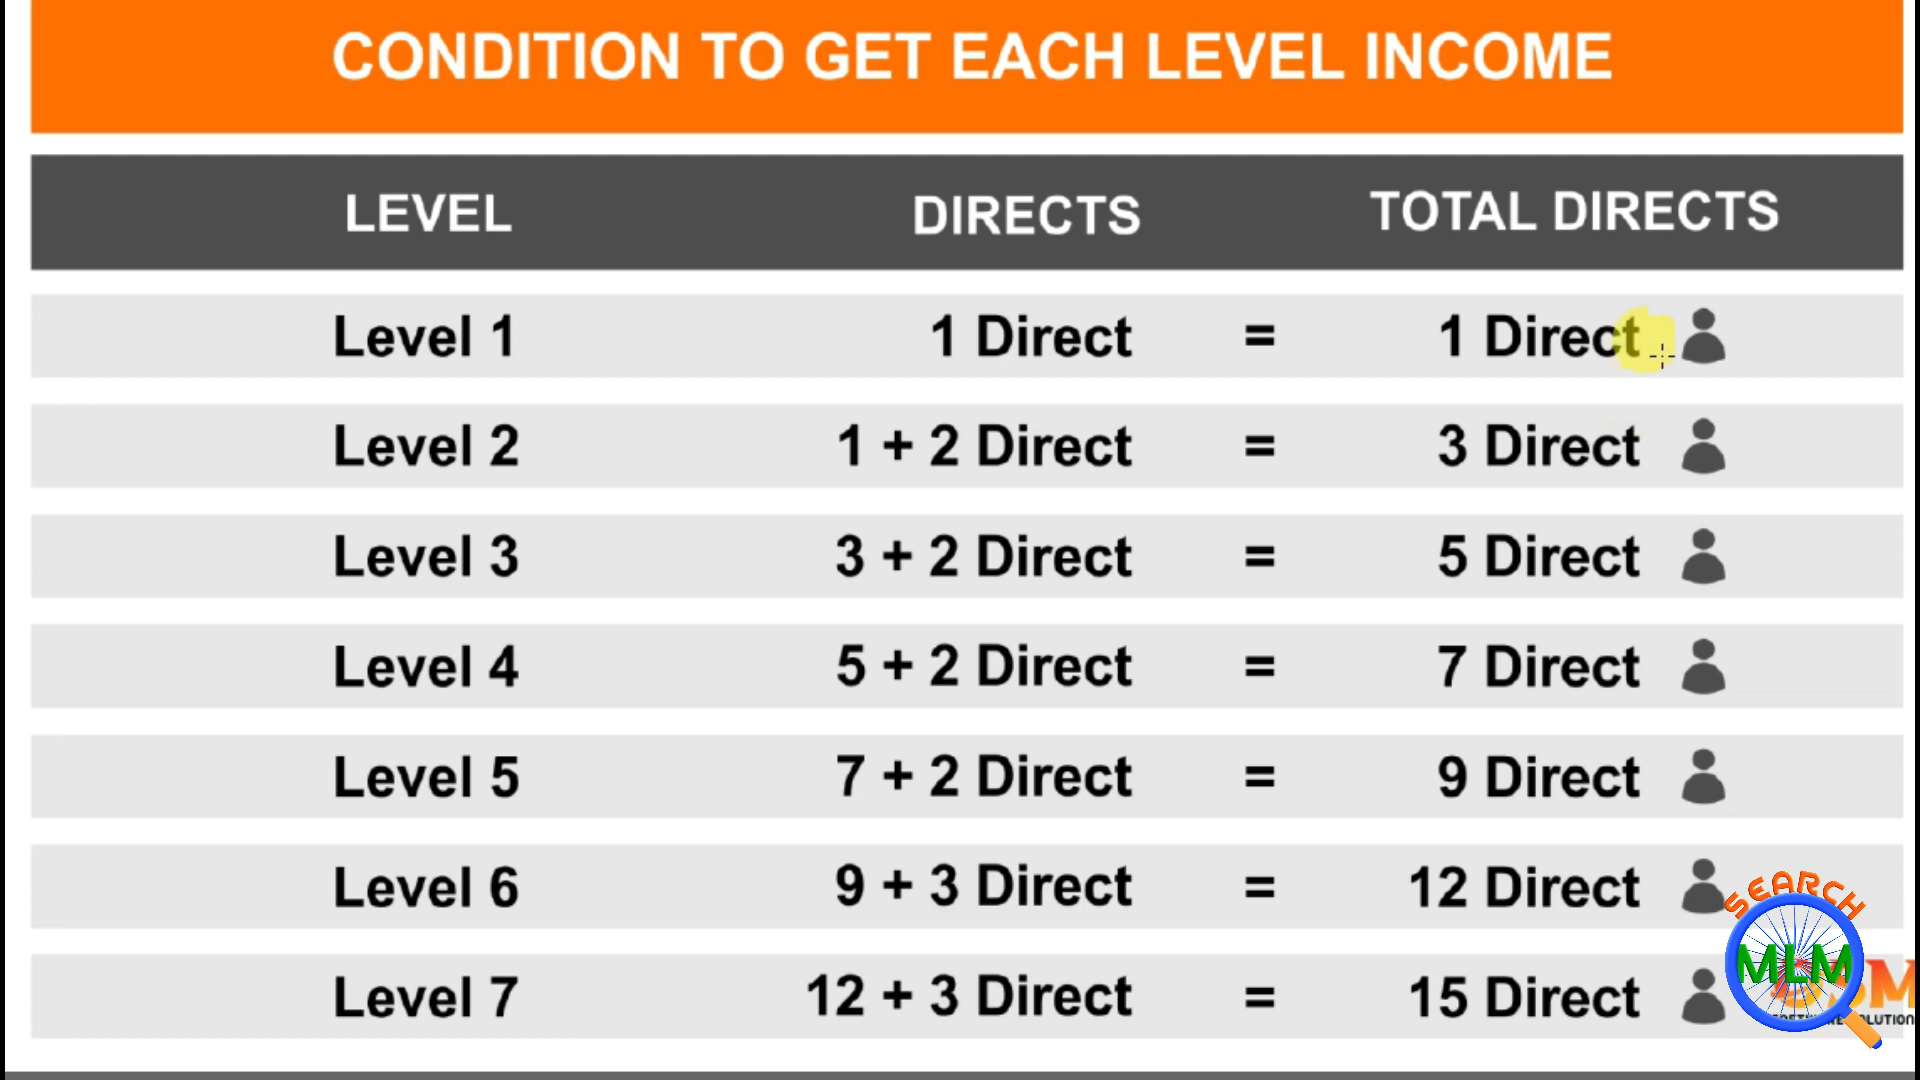 CONDITION TO GET EACH LEVEL INCOME
LEVEL DIRECTS TOTAL DIRECTS
Level 1 1 Direct = 1 Direct
Level 2 1 + 2 Direct = 3 Direct
Level 3 3 + 2 Direct = 5 Direct
Level 4 5 + 2 Direct = 7 Direct
Level 5 7 + 2 Direct = 9 Direct
Level 6 9 + 3 Direct = 12 Direct
Level 7 12 + 3 Direct = 15 Direct
SEARCH
MLM